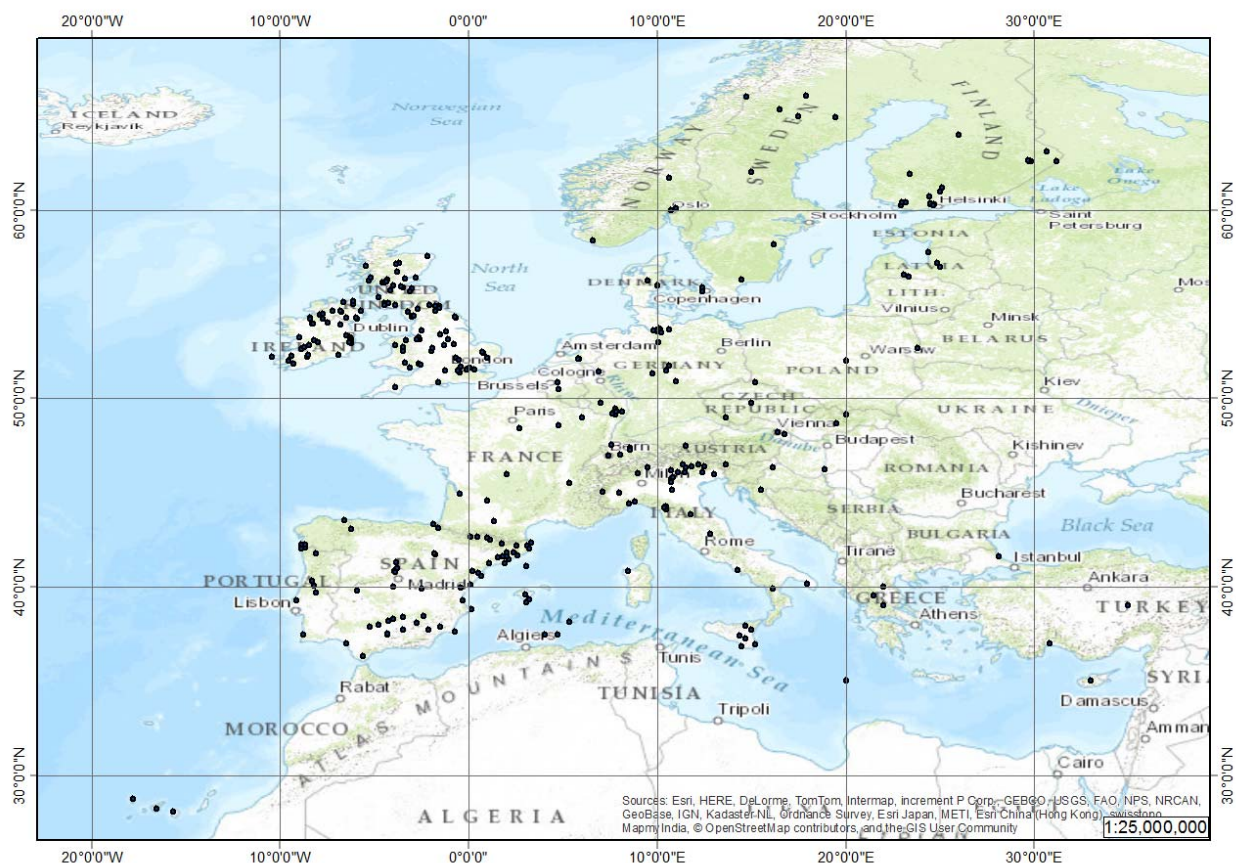 20°0'0"W 10°0'0"W 0°0'0" 10°0'0"E 20°0'0"E 30°0'0"E
ICELAND
Reykjavik
Norwegian
Sea
FINLAND
SWEDEN
NORWAY
Lake
Onega
Lake
Ladoga
60°0'0"N 60°0'0"N
Oslo
Helsinki
Stockholm
Saint
Petersburg
ESTONIA
North
Sea
LATVIA
DENMARK
Copenhagen
LITH.
Mos
UNITED
KINGDOM
Vilnius
Minsk
Dublin
IRELAND
BELARUS
Amsterdam
Berlin
Warsaw
London
GERMANY
POLAND
Cologne
Brussels
Rhine
Kiev
50°0'0"N 50°0'0"N
CZECH
REPUBLIC
UKRAINE
Dnieper
Paris
Vienna
Danube
Budapest
Kishinev
Bern
AUSTRIA
FRANCE
ROMANIA
Milan
Bucharest
SERBIA
ITALY
BULGARIA
Black Sea
Rome
Tirane
Istanbul
SPAIN
Madrid
PORTUGAL
Lisbon
40°0'0"N 40°0'0"N
Ankara
GREECE
TURKEY
Athens
Mediterranean Sea
Algiers
Tunis
SYRI
Rabat
TUNISIA
Damascus
MOROCCO
ATLAS MOUNTAINS
Tripoli
Amman
Cairo
30°0'0"N 30°0'0"N
ALGERIA
Sources: Esri, HERE, DeLorme, TomTom, Intermap, increment P Corp., GEBCO, USGS, FAO, NPS, NRCAN,
GeoBase, IGN, Kadaster NL, Ordnance Survey, Esri Japan, METI, Esri China (Hong Kong), swisstopo,
MapmyIndia, © OpenStreetMap contributors, and the GIS User Community
1:25,000,000
20°0'0"W 10°0'0"W 0°0'0" 10°0'0"E 20°0'0"E 30°0'0"E